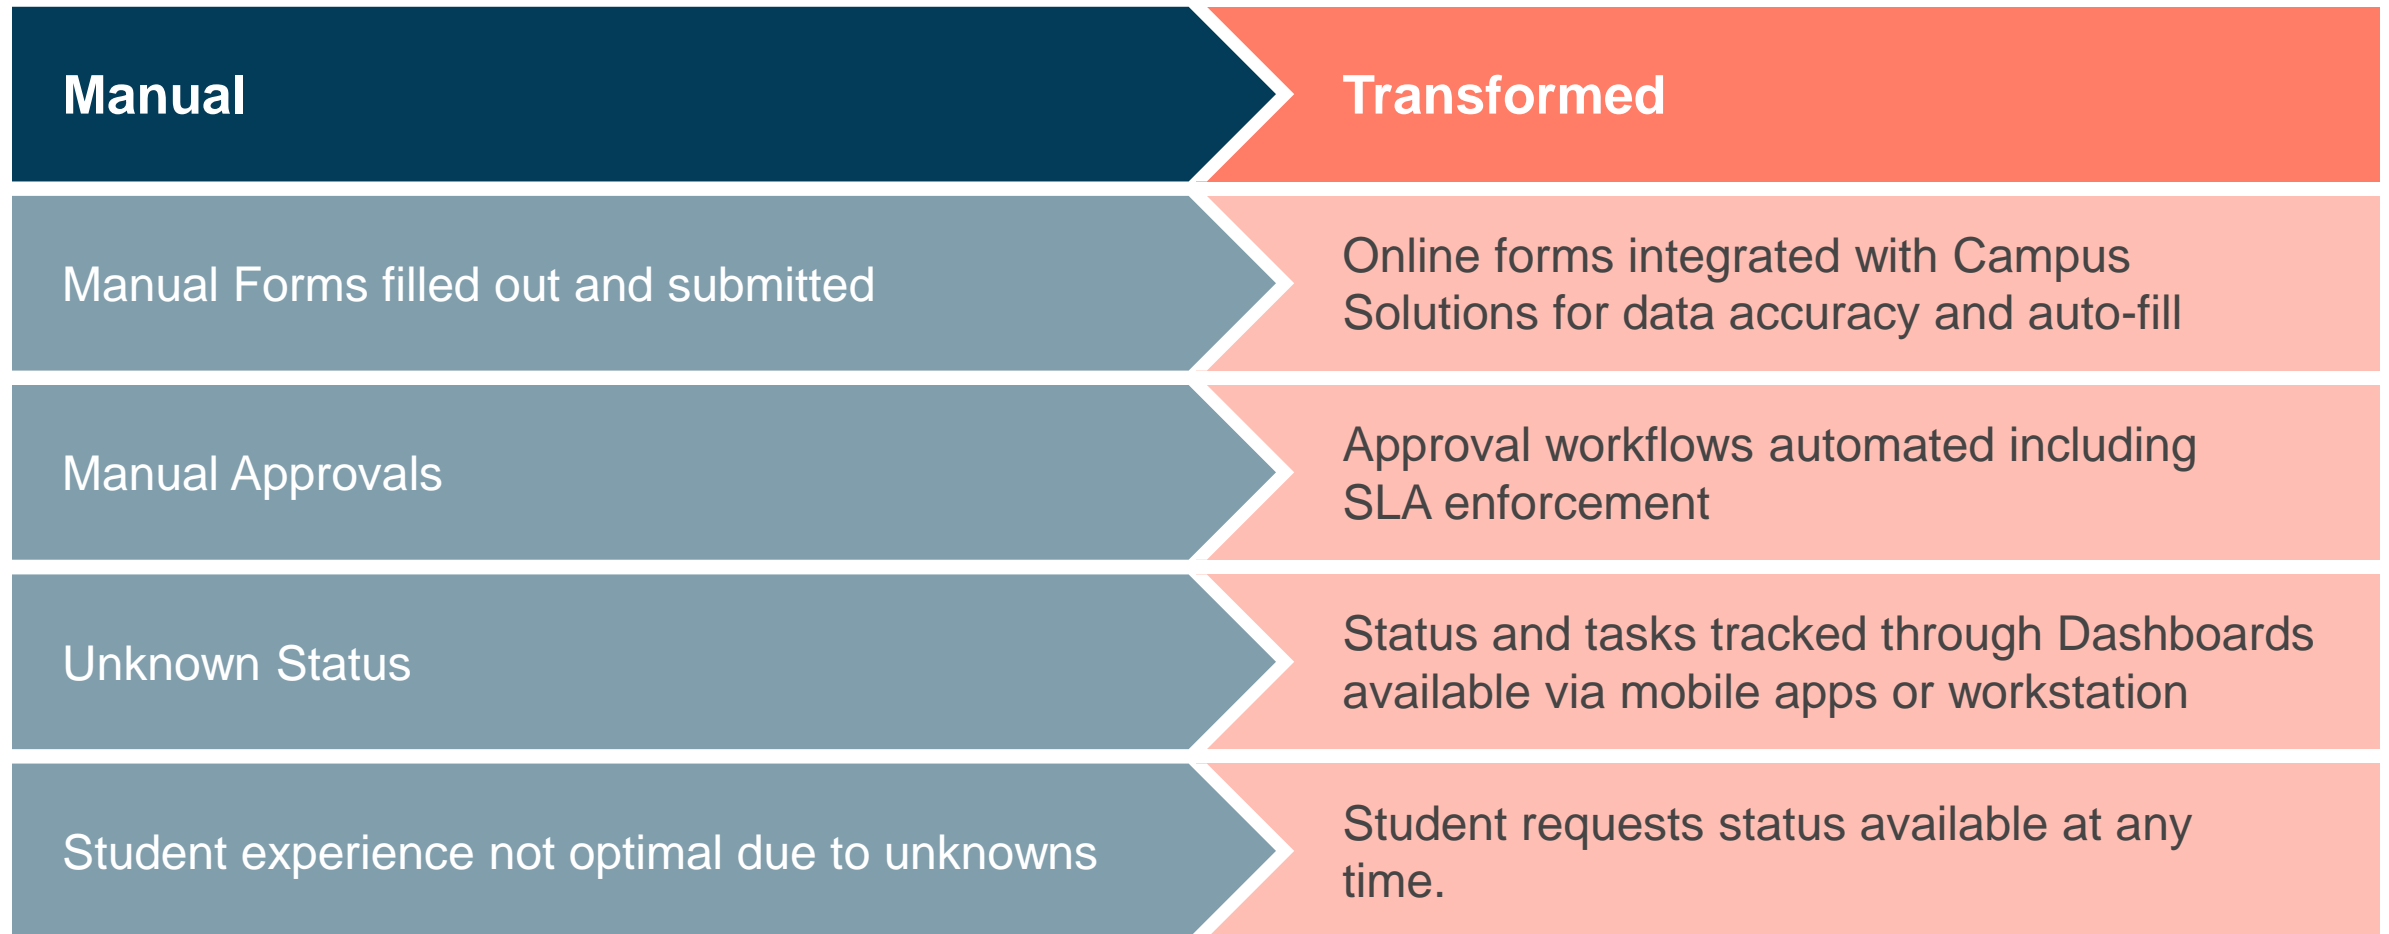 Manual
Transformed
Manual Forms filled out and submitted
Online forms integrated with Campus
Solutions for data accuracy and auto-fill
Manual Approvals
Approval workflows automated including
SLA enforcement
Unknown Status
Status and tasks tracked through Dashboards
available via mobile apps or workstation
Student experience not optimal due to unknowns
Student requests status available at any
time.